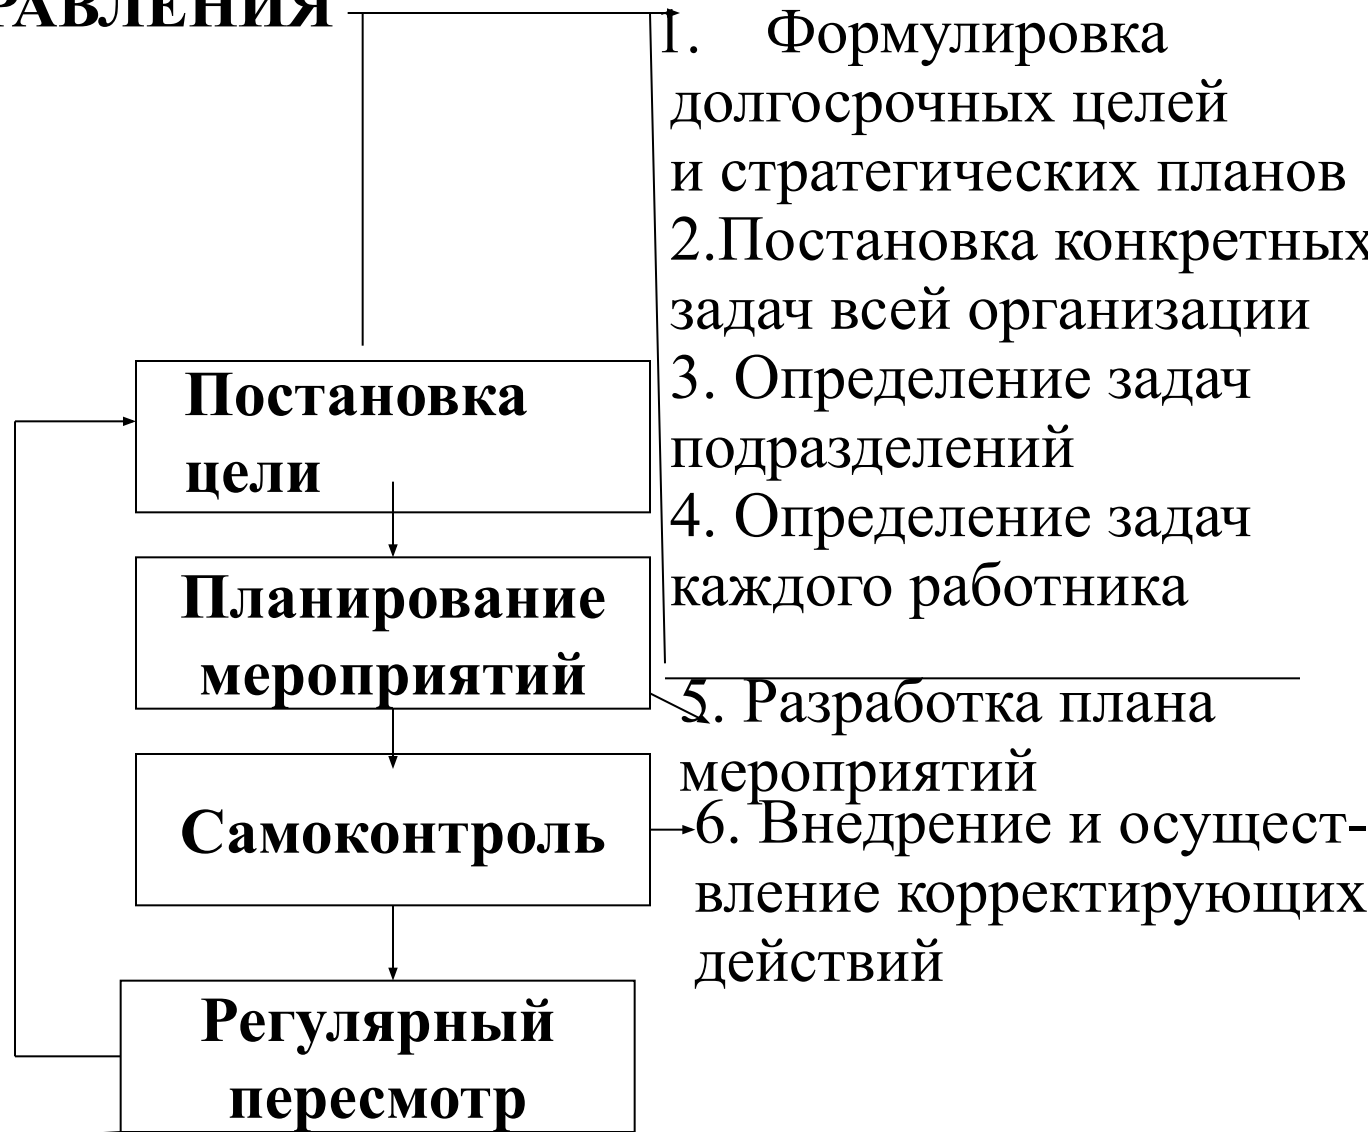 РАВЛЕНИЯ
1. Формулировка
долгосрочных целей
и стратегических планов
2.Постановка конкретных
задач всей организации
3. Определение задач
подразделений
4. Определение задач
каждого работника
Постановка
цели
Планирование
мероприятий
5. Разработка плана
мероприятий
Самоконтроль
6. Внедрение и осущест-
вление корректирующих
действий
Регулярный
пересмотр